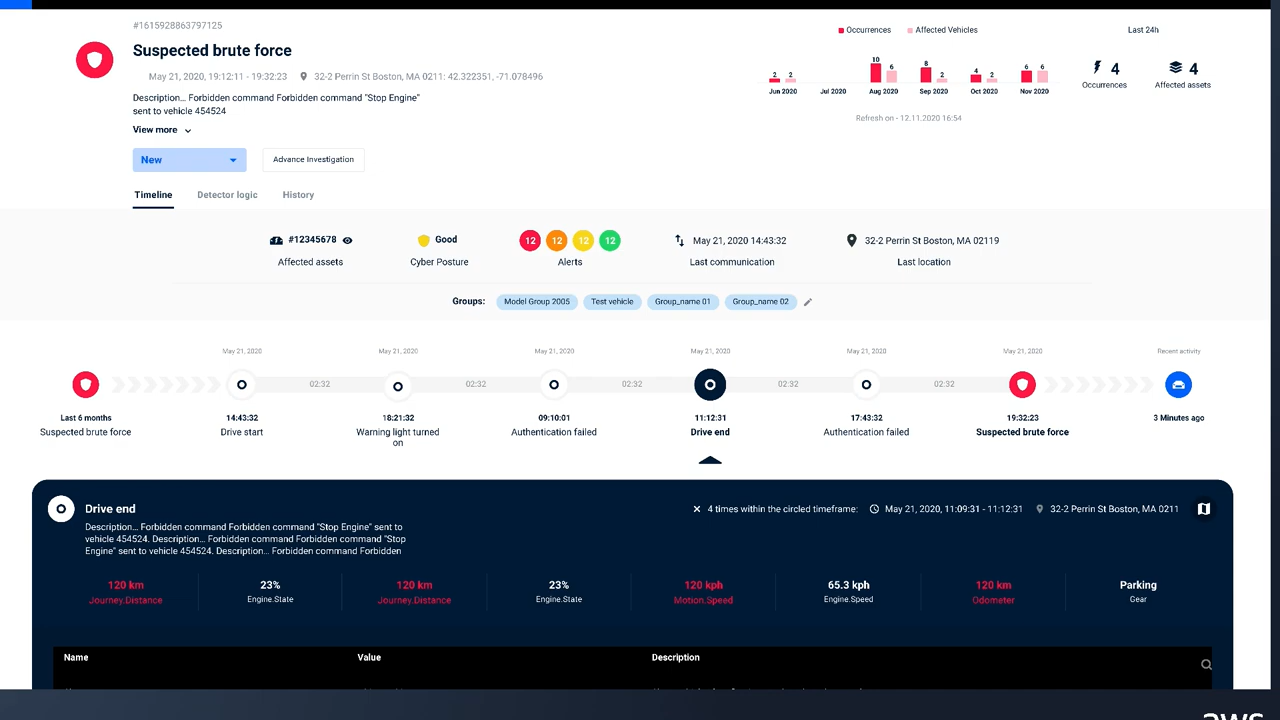 #1615928863797125
Suspected brute force
May 21, 2020, 19:12:11 - 19:32:23
32-2 Perrin St Boston, MA 0211: 42.322351, -71.078496
Description... Forbidden command Forbidden command "Stop Engine"
sent to vehicle 454524
View more
New
Advance Investigation
Occurrences
Affected Vehicles
Last 24h
2 2
10 6
8 2
4 2
6 6
Jun 2020
Jul 2020
Aug 2020
Sep 2020
Oct 2020
Nov 2020
4
Occurrences
4
Affected assets
Refresh on - 12.11.2020 16:54
Timeline
Detector logic
History
#12345678
Affected assets
Good
Cyber Posture
12 12 12 12
Alerts
May 21, 2020 14:43:32
Last communication
32-2 Perrin St Boston, MA 02119
Last location
Groups:
Model Group 2005
Test vehicle
Group_name 01
Group_name 02
May 21, 2020
May 21, 2020
May 21, 2020
May 21, 2020
May 21, 2020
May 21, 2020
Recent activity
02:32
02:32
02:32
02:32
02:32
Last 6 months
Suspected brute force
14:43:32
Drive start
18:21:32
Warning light turned
on
09:10:01
Authentication failed
11:12:31
Drive end
17:43:32
Authentication failed
19:32:23
Suspected brute force
3 Minutes ago
Drive end
Description... Forbidden command Forbidden command "Stop Engine" sent to
vehicle 454524. Description... Forbidden command Forbidden command "Stop
Engine" sent to vehicle 454524. Description... Forbidden command Forbidden
4 times within the circled timeframe:
May 21, 2020, 11:09:31 - 11:12:31
32-2 Perrin St Boston, MA 0211
120 km
Journey.Distance
23%
Engine.State
120 km
Journey.Distance
23%
Engine.State
120 kph
Motion.Speed
65.3 kph
Engine.Speed
120 km
Odometer
Parking
Gear
Name
Value
Description
aws